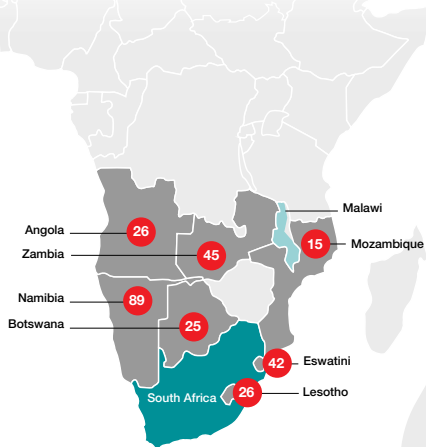 Malawi
Angola 26
15 Mozambique
Zambia 45
Namibia 89
Botswana 25
42 Eswatini
South Africa 26 Lesotho